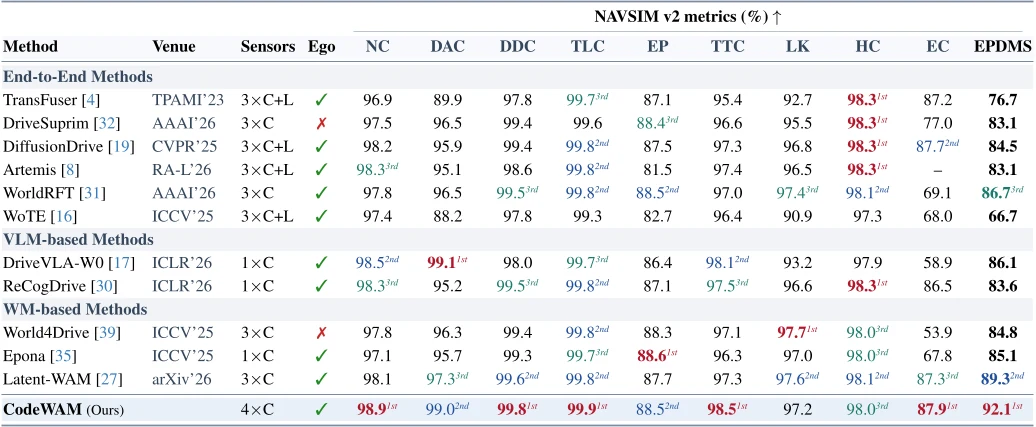 NAVSIM v2 metrics (%) ↑
Method Venue Sensors Ego NC DAC DDC TLC EP TTC LK HC EC EPDMS
End-to-End Methods
TransFuser [4] TPAMI'23 3×C+L ✓ 96.9 89.9 97.8 99.7 3rd 87.1 95.4 92.7 98.3 1st 87.2 76.7
DriveSuprim [32] AAAI'26 3×C ✗ 97.5 96.5 99.4 99.6 88.4 3rd 96.6 95.5 98.3 1st 77.0 83.1
DiffusionDrive [19] CVPR'25 3×C+L ✓ 98.2 95.9 99.4 99.8 2nd 87.5 97.3 96.8 98.3 1st 87.7 2nd 84.5
Artemis [8] RA-L'26 3×C+L ✓ 98.3 3rd 95.1 98.6 99.8 2nd 81.5 97.4 96.5 98.3 1st – 83.1
WorldRFT [31] AAAI'26 3×C ✓ 97.8 96.5 99.5 3rd 99.8 2nd 88.5 2nd 97.0 97.4 3rd 98.1 2nd 69.1 86.7 3rd
WoTE [16] ICCV'25 3×C+L ✓ 97.4 88.2 97.8 99.3 82.7 96.4 90.9 97.3 68.0 66.7
VLM-based Methods
DriveVLA-W0 [17] ICLR'26 1×C ✓ 98.5 2nd 99.1 1st 98.0 99.7 3rd 86.4 98.1 2nd 93.2 97.9 58.9 86.1
ReCogDrive [30] ICLR'26 1×C ✓ 98.3 3rd 95.2 99.5 3rd 99.8 2nd 87.1 97.5 3rd 96.6 98.3 1st 86.5 83.6
WM-based Methods
World4Drive [39] ICCV'25 3×C ✗ 97.8 96.3 99.4 99.8 2nd 88.3 97.1 97.7 1st 98.0 3rd 53.9 84.8
Epona [35] ICCV'25 1×C ✓ 97.1 95.7 99.3 99.7 3rd 88.6 1st 96.3 97.0 98.0 3rd 67.8 85.1
Latent-WAM [27] arXiv'26 3×C ✓ 98.1 97.3 3rd 99.6 2nd 99.8 2nd 87.7 97.3 97.6 2nd 98.1 2nd 87.3 3rd 89.3 2nd
CodeWAM (Ours) 4×C ✓ 98.9 1st 99.0 2nd 99.8 1st 99.9 1st 88.5 2nd 98.5 1st 97.2 98.0 3rd 87.9 1st 92.1 1st